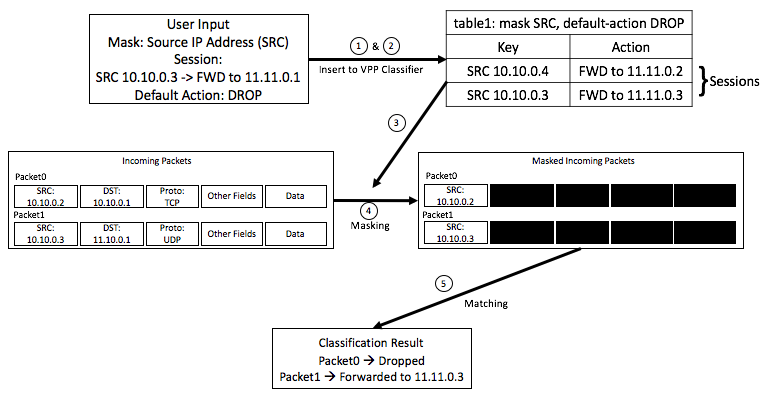 User Input
Mask: Source IP Address (SRC)
Session:
SRC 10.10.0.3 -> FWD to 11.11.0.1
Default Action: DROP
1 & 2
Insert to VPP Classifier
table1: mask SRC, default-action DROP
Key Action
SRC 10.10.0.4 FWD to 11.11.0.2
SRC 10.10.0.3 FWD to 11.11.0.3
Sessions
3
Incoming Packets
Packet0
SRC: 10.10.0.2 DST: 10.10.0.1 Proto: TCP Other Fields Data
Packet1
SRC: 10.10.0.3 DST: 11.10.0.1 Proto: UDP Other Fields Data
4
Masking
Masked Incoming Packets
Packet0
SRC:
10.10.0.2
Packet1
SRC:
10.10.0.3
5
Matching
Classification Result
Packet0 → Dropped
Packet1 → Forwarded to 11.11.0.3